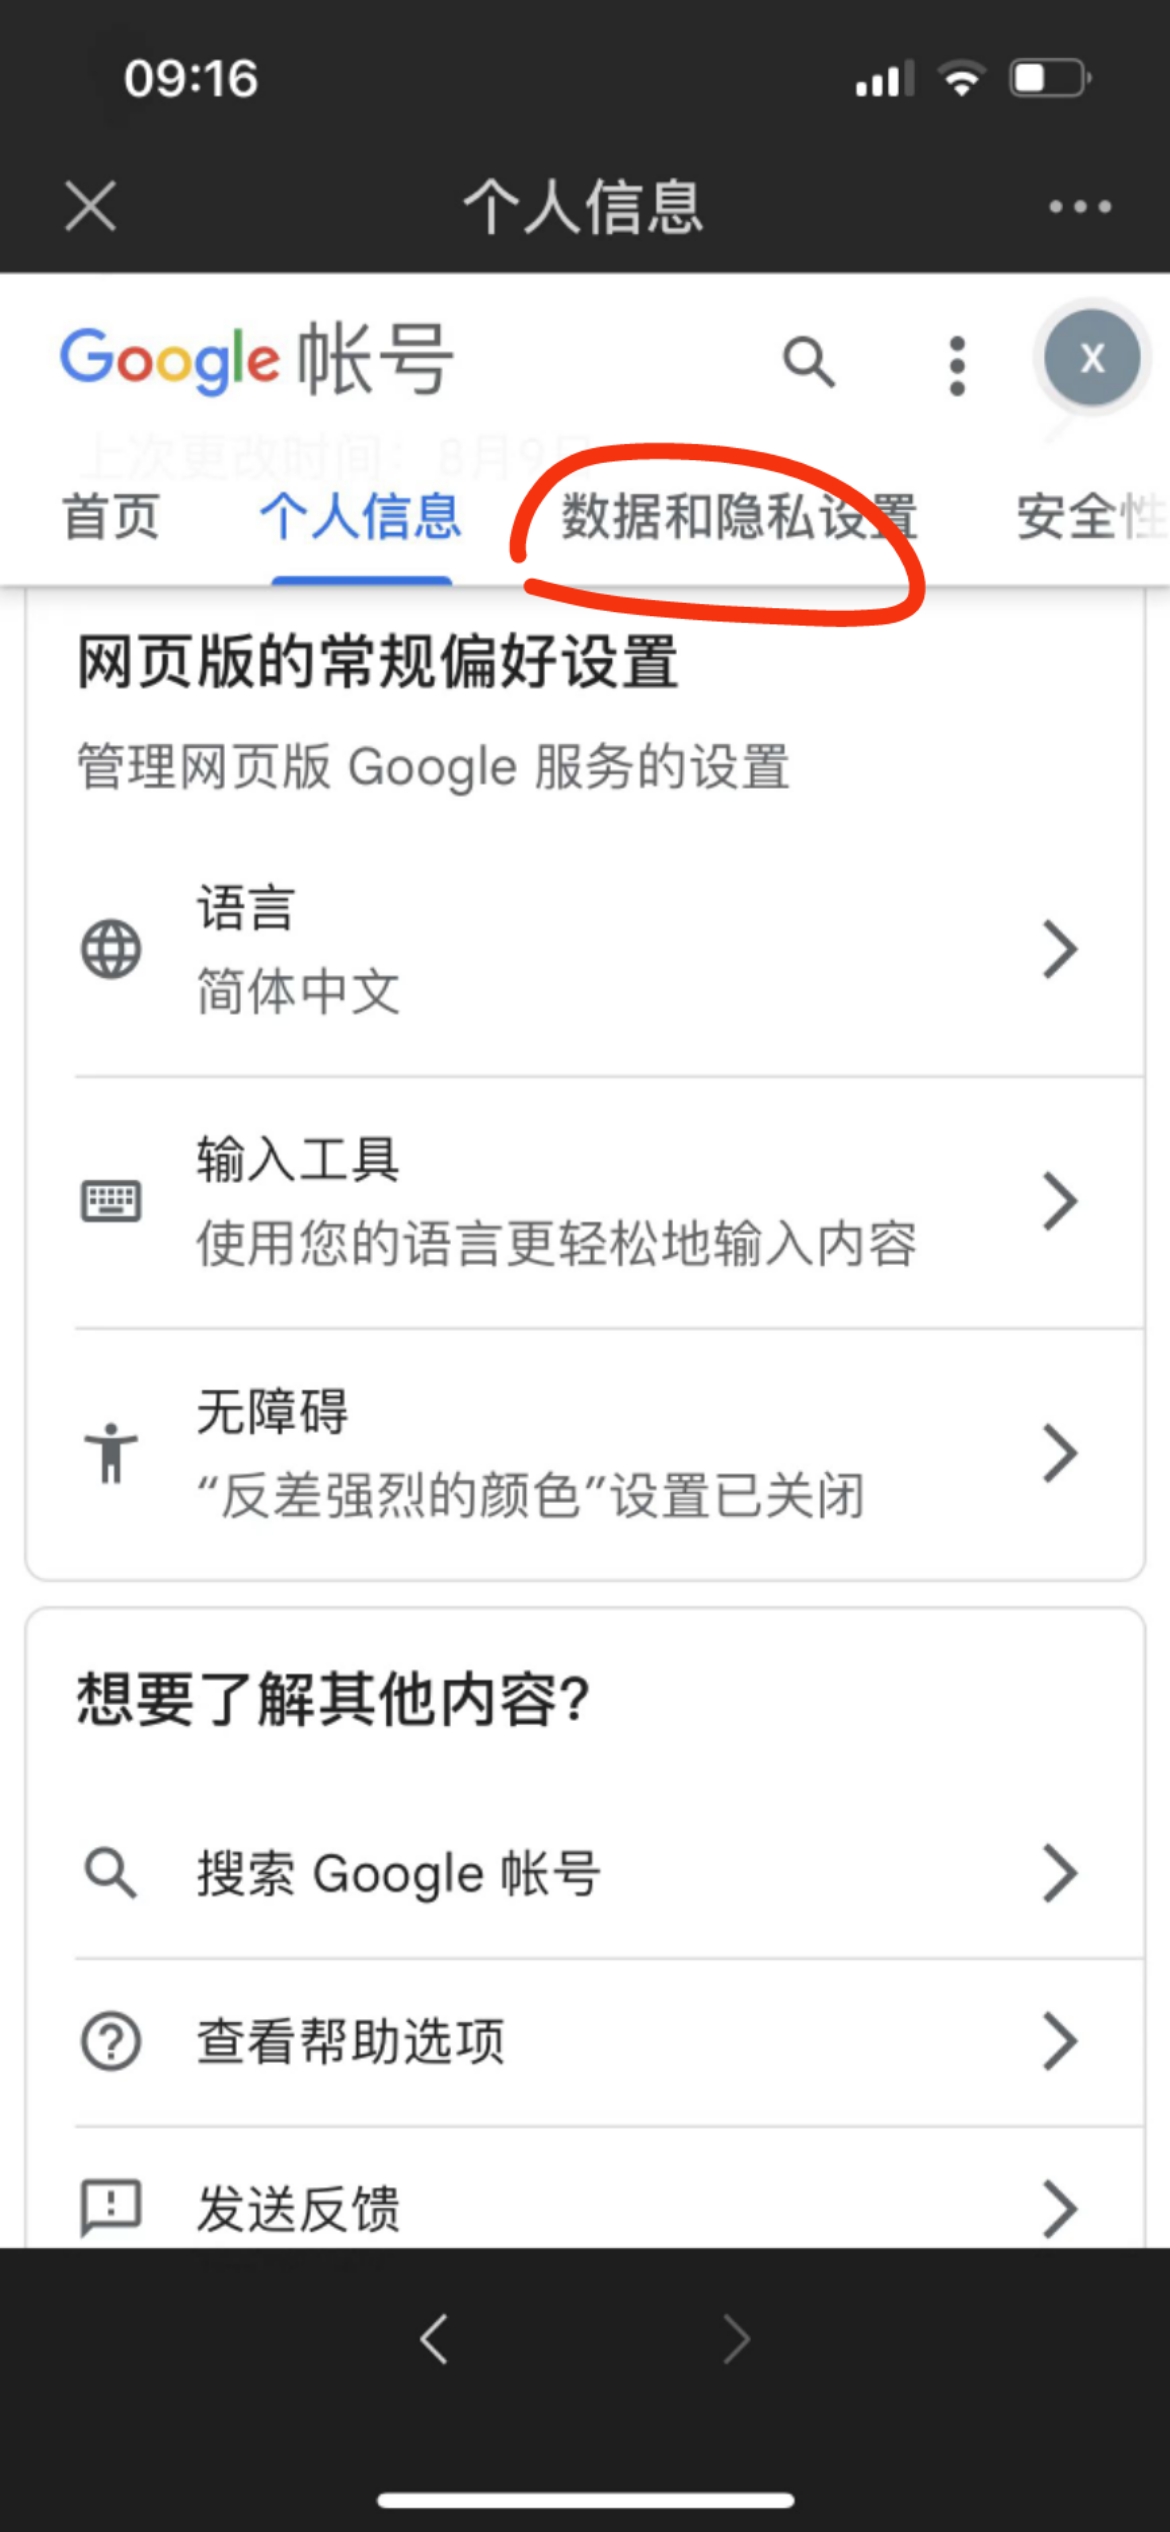 09:16
个人信息
Google 帐号
X
上次更改时间：8月9日
首页 个人信息 数据和隐私设置 安全性
网页版的常规偏好设置
管理网页版 Google 服务的设置
语言
简体中文
输入工具
使用您的语言更轻松地输入内容
无障碍
“反差强烈的颜色”设置已关闭
想要了解其他内容?
搜索 Google 帐号
查看帮助选项
发送反馈